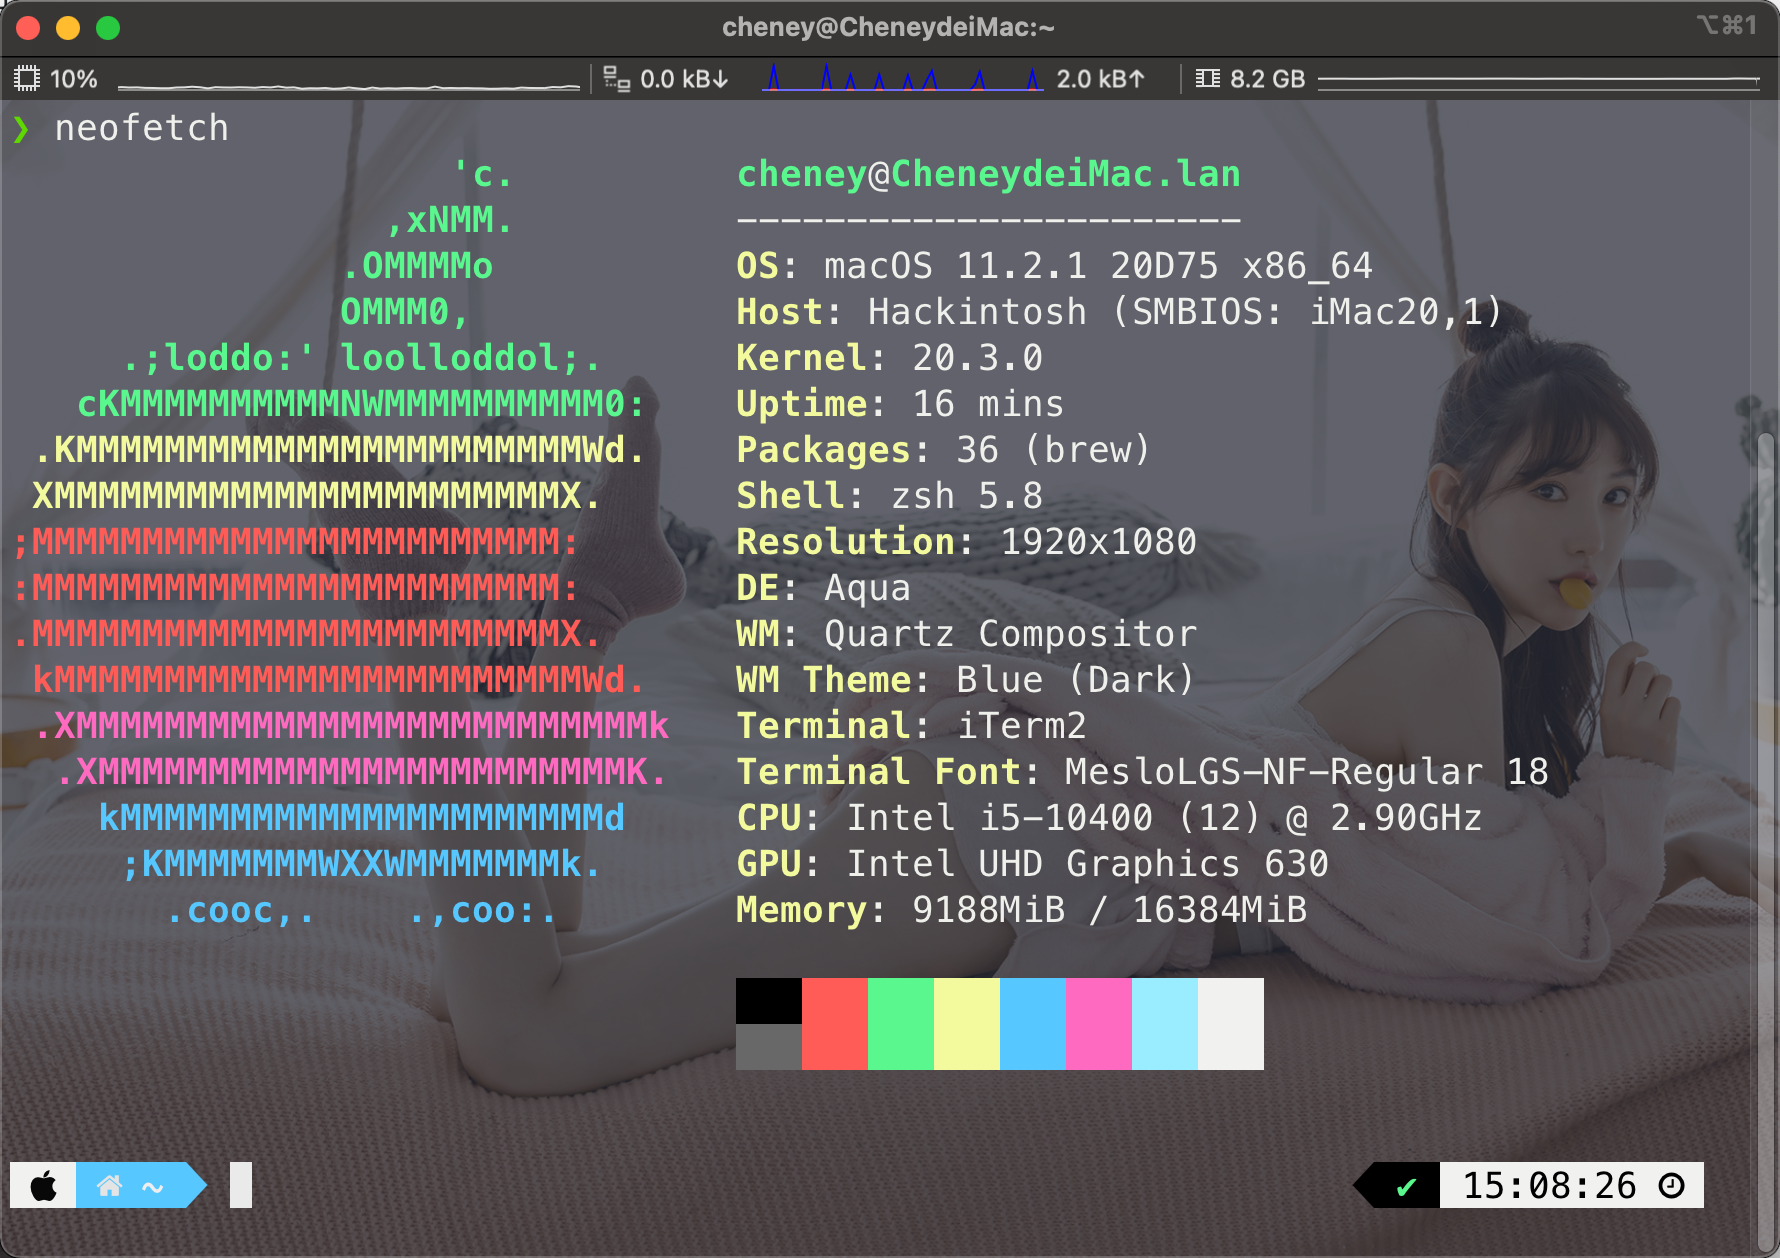 cheney@CheneydeiMac:~
⌥⌘1
10% 0.0 kB↓ 2.0 kB↑ 8.2 GB
❯ neofetch
'c. cheney@CheneydeiMac.lan
,xNMM. -----------------------
.OMMMMo OS: macOS 11.2.1 20D75 x86_64
OMMM0, Host: Hackintosh (SMBIOS: iMac20,1)
.;loddo:' loolloddol;. Kernel: 20.3.0
cKMMMMMMMMMMNWMMMMMMMMMM0: Uptime: 16 mins
.KMMMMMMMMMMMMMMMMMMMMMMMWd. Packages: 36 (brew)
XMMMMMMMMMMMMMMMMMMMMMMMX. Shell: zsh 5.8
;MMMMMMMMMMMMMMMMMMMMMMMM: Resolution: 1920x1080
:MMMMMMMMMMMMMMMMMMMMMMMM: DE: Aqua
.MMMMMMMMMMMMMMMMMMMMMMMMX. WM: Quartz Compositor
kMMMMMMMMMMMMMMMMMMMMMMMMWd. WM Theme: Blue (Dark)
.XMMMMMMMMMMMMMMMMMMMMMMMMMMk Terminal: iTerm2
.XMMMMMMMMMMMMMMMMMMMMMMMMK. Terminal Font: MesloLGS-NF-Regular 18
kMMMMMMMMMMMMMMMMMMMMMMd CPU: Intel i5-10400 (12) @ 2.90GHz
;KMMMMMMMWXXWMMMMMMMk. GPU: Intel UHD Graphics 630
.cooc,. .,coo:. Memory: 9188MiB / 16384MiB
~ ✔ 15:08:26